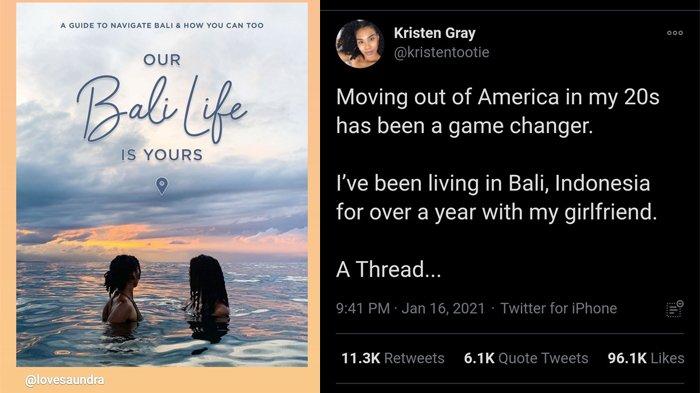 A GUIDE TO NAVIGATE BALI & HOW YOU CAN TOO
OUR
Bali Life
IS YOURS
@lovesaundra
Kristen Gray
@kristentootie
Moving out of America in my 20s
has been a game changer.
I've been living in Bali, Indonesia
for over a year with my girlfriend.
A Thread...
9:41 PM · Jan 16, 2021 · Twitter for iPhone
11.3K Retweets 6.1K Quote Tweets 96.1K Likes